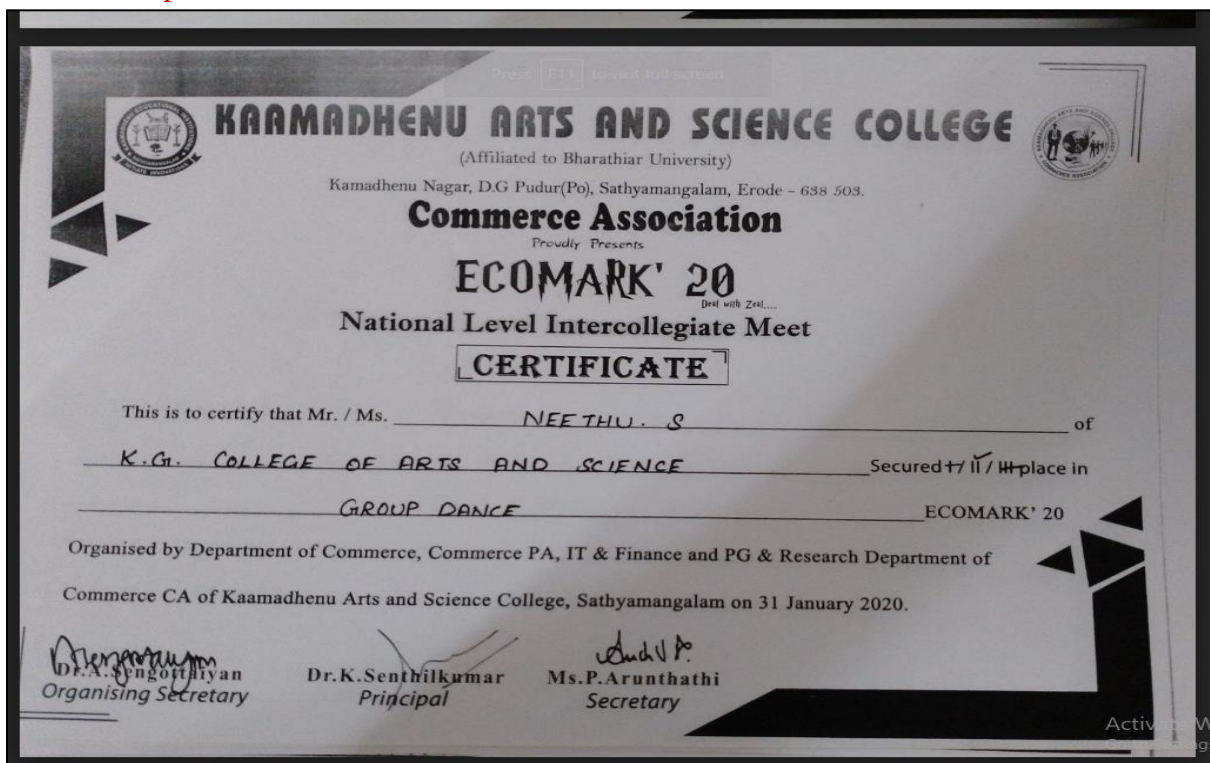 Press F11 to exit full screen
KAAMADHENU ARTS AND SCIENCE COLLEGE
(Affiliated to Bharathiar University)
Kamadhenu Nagar, D.G Pudur(Po), Sathyamangalam, Erode - 638 503.
Commerce Association
Proudly Presents
ECOMARK' 20
Deal with Zeal....
National Level Intercollegiate Meet
CERTIFICATE
This is to certify that Mr. / Ms. NEETHU. S of
K.G. COLLEGE OF ARTS AND SCIENCE Secured I / II / III place in
GROUP DANCE ECOMARK' 20
Organised by Department of Commerce, Commerce PA, IT & Finance and PG & Research Department of
Commerce CA of Kaamadhenu Arts and Science College, Sathyamangalam on 31 January 2020.
Dr.A.Sengottaiyan Dr.K.Senthilkumar Ms.P.Arunthathi
Organising Secretary Principal Secretary
Activate W